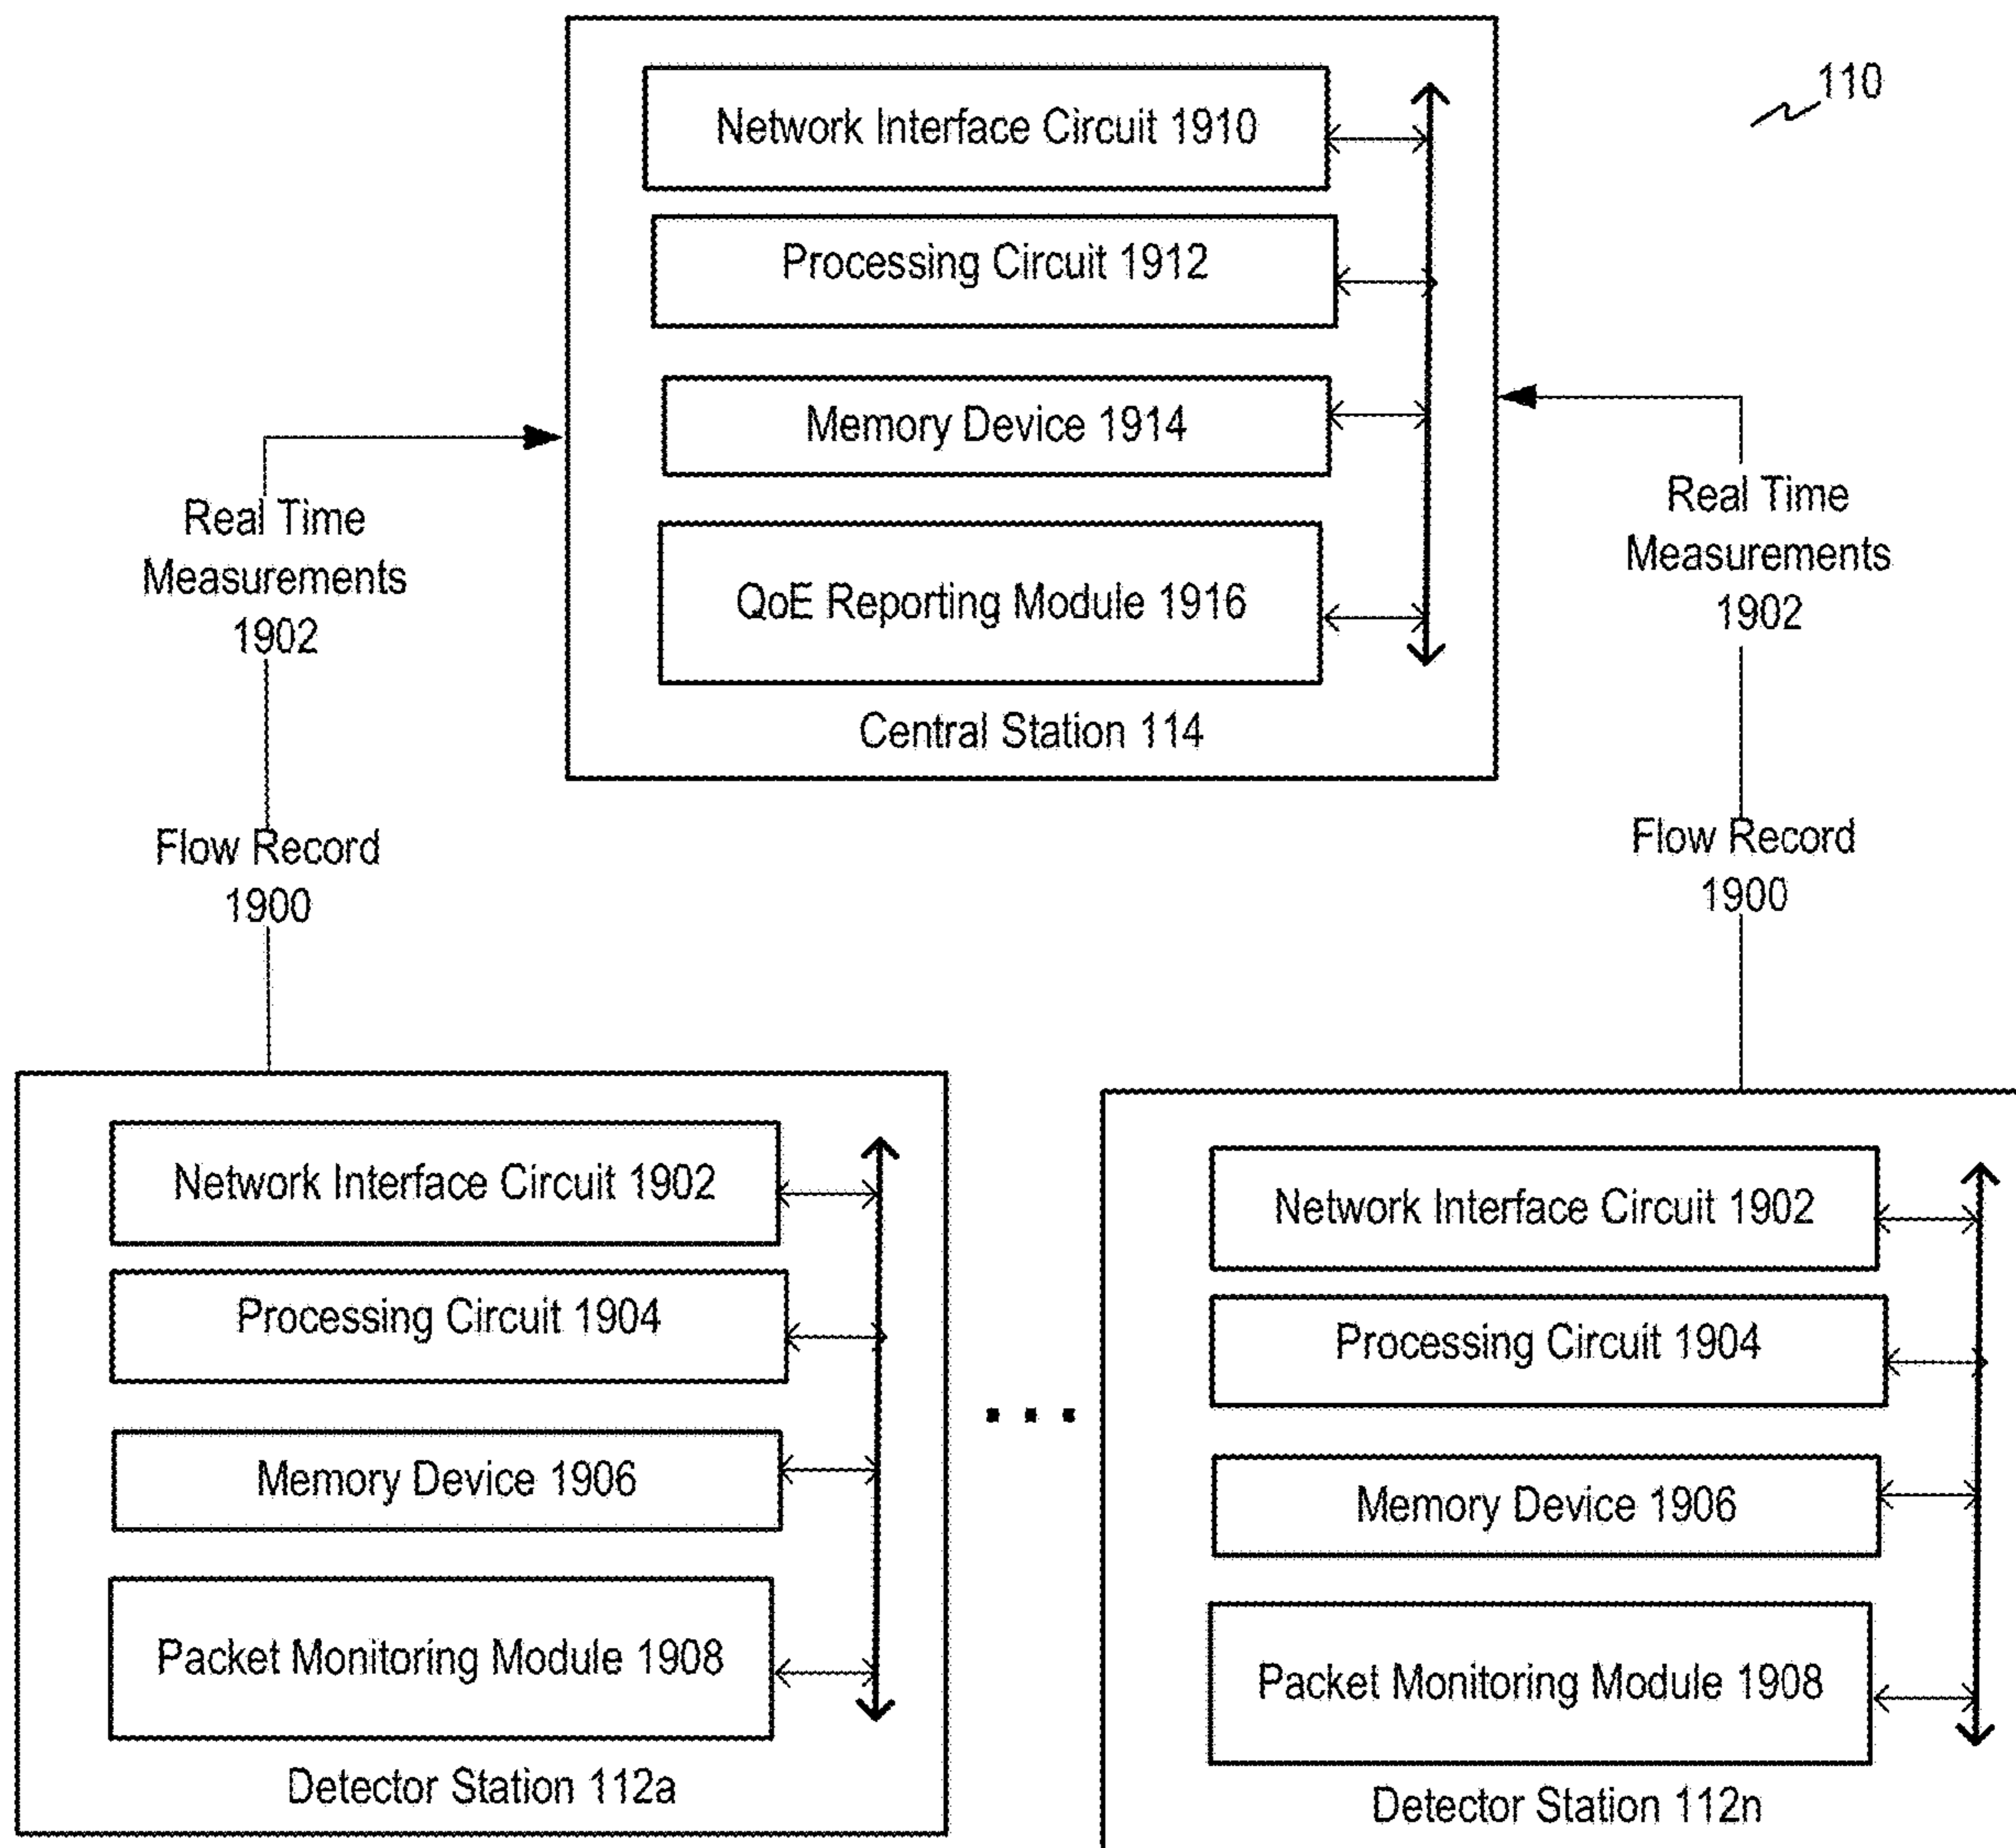 110
Network Interface Circuit 1910
Processing Circuit 1912
Memory Device 1914
QoE Reporting Module 1916
Central Station 114
Real Time
Measurements
1902
Flow Record
1900
Real Time
Measurements
1902
Flow Record
1900
Network Interface Circuit 1902
Processing Circuit 1904
Memory Device 1906
Packet Monitoring Module 1908
Detector Station 112a
...
Network Interface Circuit 1902
Processing Circuit 1904
Memory Device 1906
Packet Monitoring Module 1908
Detector Station 112n